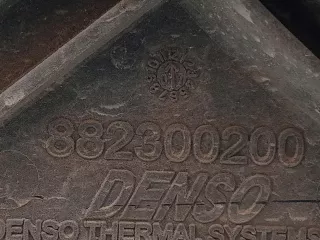 882300200
DENSO
DENSO THERMAL SYSTEMS